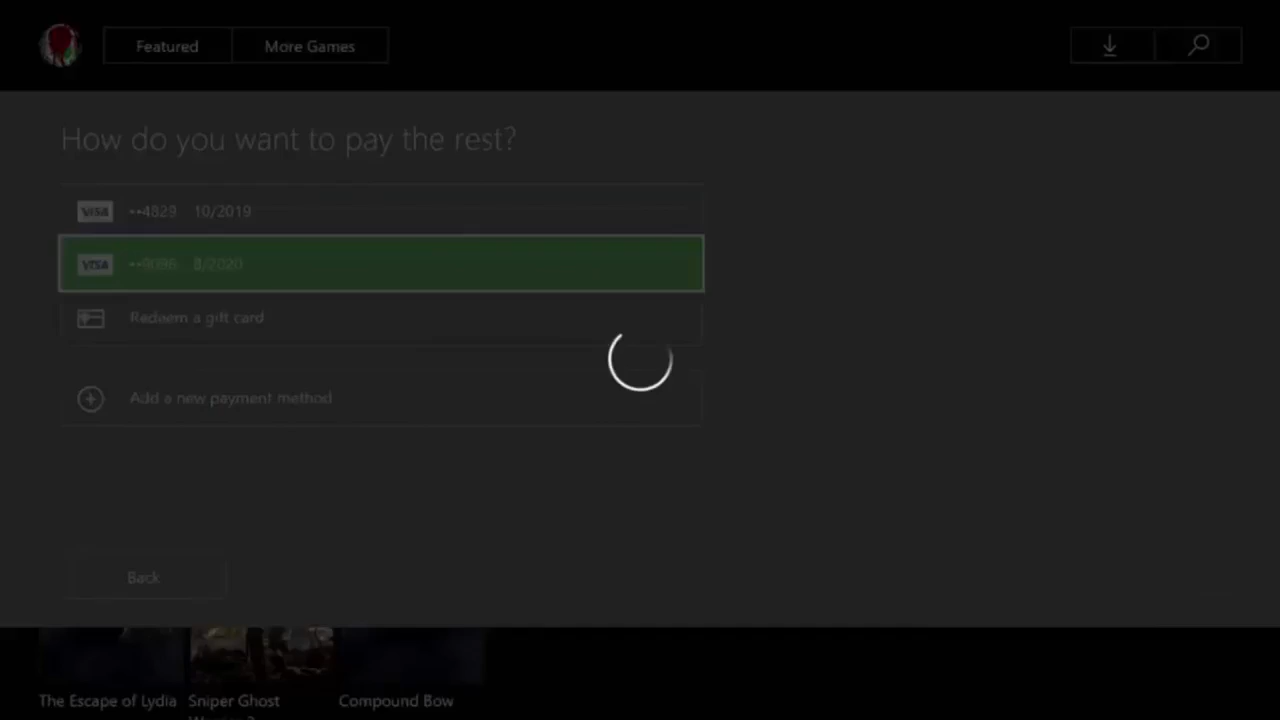 Featured
More Games
How do you want to pay the rest?
VISA ••4829 10/2019
VISA ••9096 8/2020
Redeem a gift card
Add a new payment method
Back
The Escape of Lydia
Sniper Ghost
Compound Bow